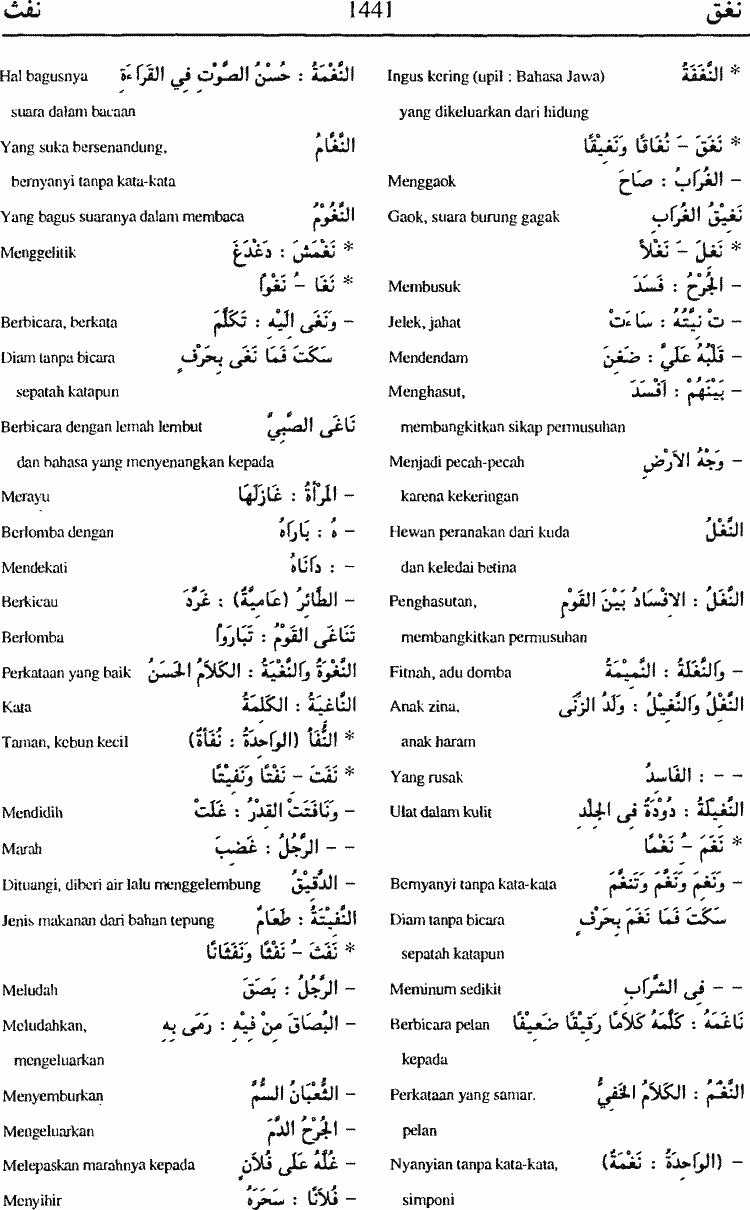 نغق 1441 نفث
* النَّغَفَةُ Ingus kering (upil : Bahasa Jawa)
yang dikeluarkan dari hidung
* نَغَقَ – نُغَاقًا وَنَغِيقًا
– الغُرَابُ : صَاحَ Menggaok
نَغِيْقُ الغُرَابِ Gaok, suara burung gagak
* نَغِلَ – نَغْلاً
– الجُرْحُ : فَسَدَ Membusuk
– تْ نِيَّتُهُ : سَاءَتْ Jelek, jahat
– قَلْبُهُ عَلَيَّ : ضَغِنَ Mendendam
– بَيْنَهُمْ : اَفْسَدَ Menghasut,
membangkitkan sikap permusuhan
– وَجْهُ الاَرْضِ Menjadi pecah-pecah
karena kekeringan
النَّغْلُ Hewan peranakan dari kuda
dan keledai betina
النَّغَلُ : الاِفْسَادُ بَيْنَ القَوْمِ Penghasutan,
membangkitkan permusuhan
– وَالنَّغَلَةُ : النَّمِيْمَةُ Fitnah, adu domba
النَّغْلُ وَالنَّغِيْلُ : وَلَدُ الزِّنَى Anak zina,
anak haram
– – : الفَاسِدُ Yang rusak
النَّغِيْلَةُ : دُوْدَةٌ فِى الجِلْدِ Ulat dalam kulit
* نَغَمَ – نَغْمًا
– وَنَغِمَ وَنَغَّمَ وَتَنَغَّمَ Bernyanyi tanpa kata-kata
سَكَتَ فَمَا نَغَمَ بِحَرْفٍ Diam tanpa bicara
sepatah katapun
– – فِى الشَّرَابِ Meminum sedikit
نَاغَمَهُ : كَلَّمَهُ كَلاَمًا رَقِيْقًا ضَعِيْفًا Berbicara pelan
kepada
النَّغَمُ : الكَلاَمُ الخَفِيُّ Perkataan yang samar.
pelan
– (الوَاحِدَةُ : نَغْمَةٌ) Nyanyian tanpa kata-kata,
simponi
النَّغْمَةُ : حُسْنُ الصَّوْتِ فِي القِرَاءَةِ Hal bagusnya
suara dalam bacaan
النَّغَّامُ Yang suka bersenandung,
bernyanyi tanpa kata-kata
النَّغُوْمُ Yang bagus suaranya dalam membaca
* نَغْمَشَ : دَغْدَغَ Menggelitik
* نَغَا – نَغْوًا
– وَنَغَى اِلَيْهِ : تَكَلَّمَ Berbicara, berkata
سَكَتَ فَمَا نَغَى بِحَرْفٍ Diam tanpa bicara
sepatah katapun
نَاغَى الصَّبِيَّ Berbicara dengan lemah lembut
dan bahasa yang menyenangkan kepada
– المَرْأَةَ : غَازَلَهَا Merayu
– هُ : بَارَاهُ Berlomba dengan
– : دَانَاهُ Mendekati
– الطَّائِرُ (عَامِيَّةٌ) : غَرَّدَ Berkicau
تَنَاغَى القَوْمُ : تَبَارَوْا Berlomba
النَّغْوَةُ وَالنَّغْيَةُ : الكَلاَمُ الحَسَنُ Perkataan yang baik
النَّاغِيَةُ : الكَلِمَةُ Kata
* النُّفَأُ (الوَاحِدَةُ : نُفَأَةٌ) Taman, kebun kecil
* نَفَتَ – نَفْتًا وَنَفِيْتًا
– وَنَافَتَتْ القِدْرُ : غَلَتْ Mendidih
– – الرَّجُلُ : غَضِبَ Marah
– الدَّقِيْقُ Dituangi, diberi air lalu menggelembung
النَّفِيْتَةُ : طَعَامٌ Jenis makanan dari bahan tepung
* نَفَثَ – نَفْثًا وَنَفَثَانًا
– الرَّجُلُ : بَصَقَ Meludah
– البُصَاقَ مِنْ فِيْهِ : رَمَى بِهِ Meludahkan,
mengeluarkan
– الثُّعْبَانُ السُّمَّ Menyemburkan
– الجُرْحُ الدَّمَ Mengeluarkan
– غُلَّهُ عَلَى فُلاَنٍ Melepaskan marahnya kepada
– فُلاَنًا : سَحَرَهُ Menyihir